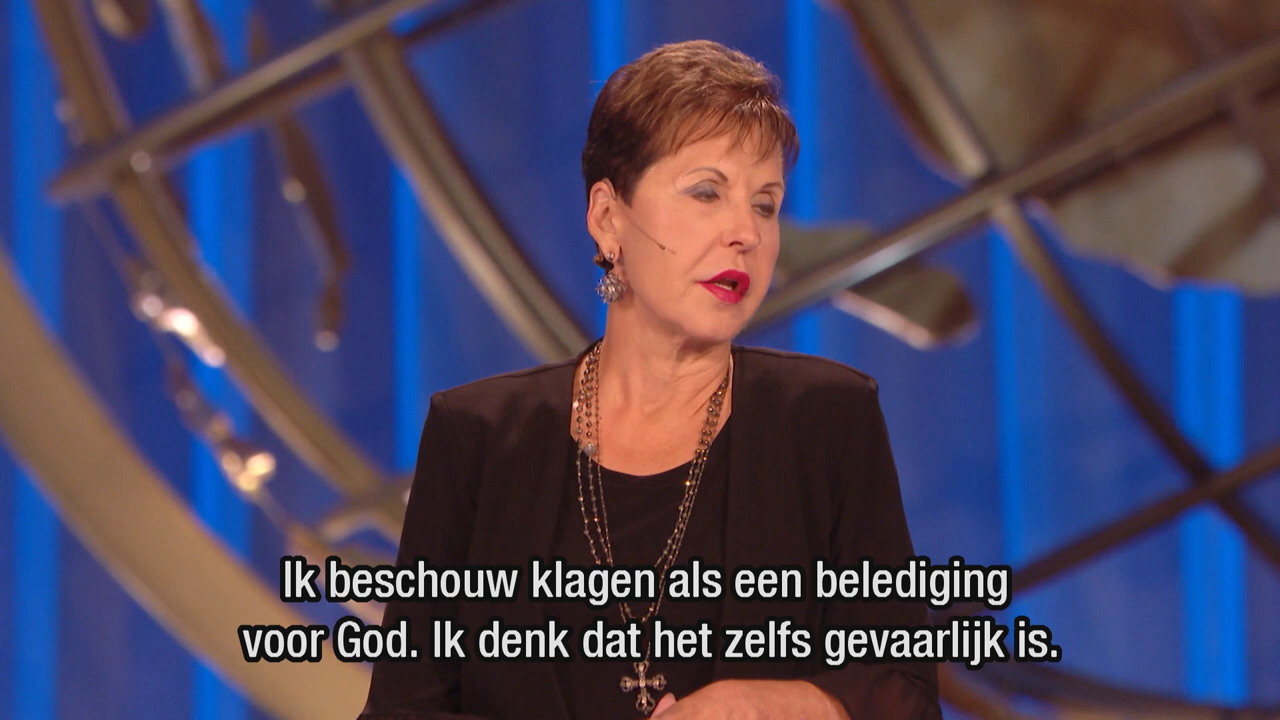 Ik beschouw klagen als een belediging
voor God. Ik denk dat het zelfs gevaarlijk is.